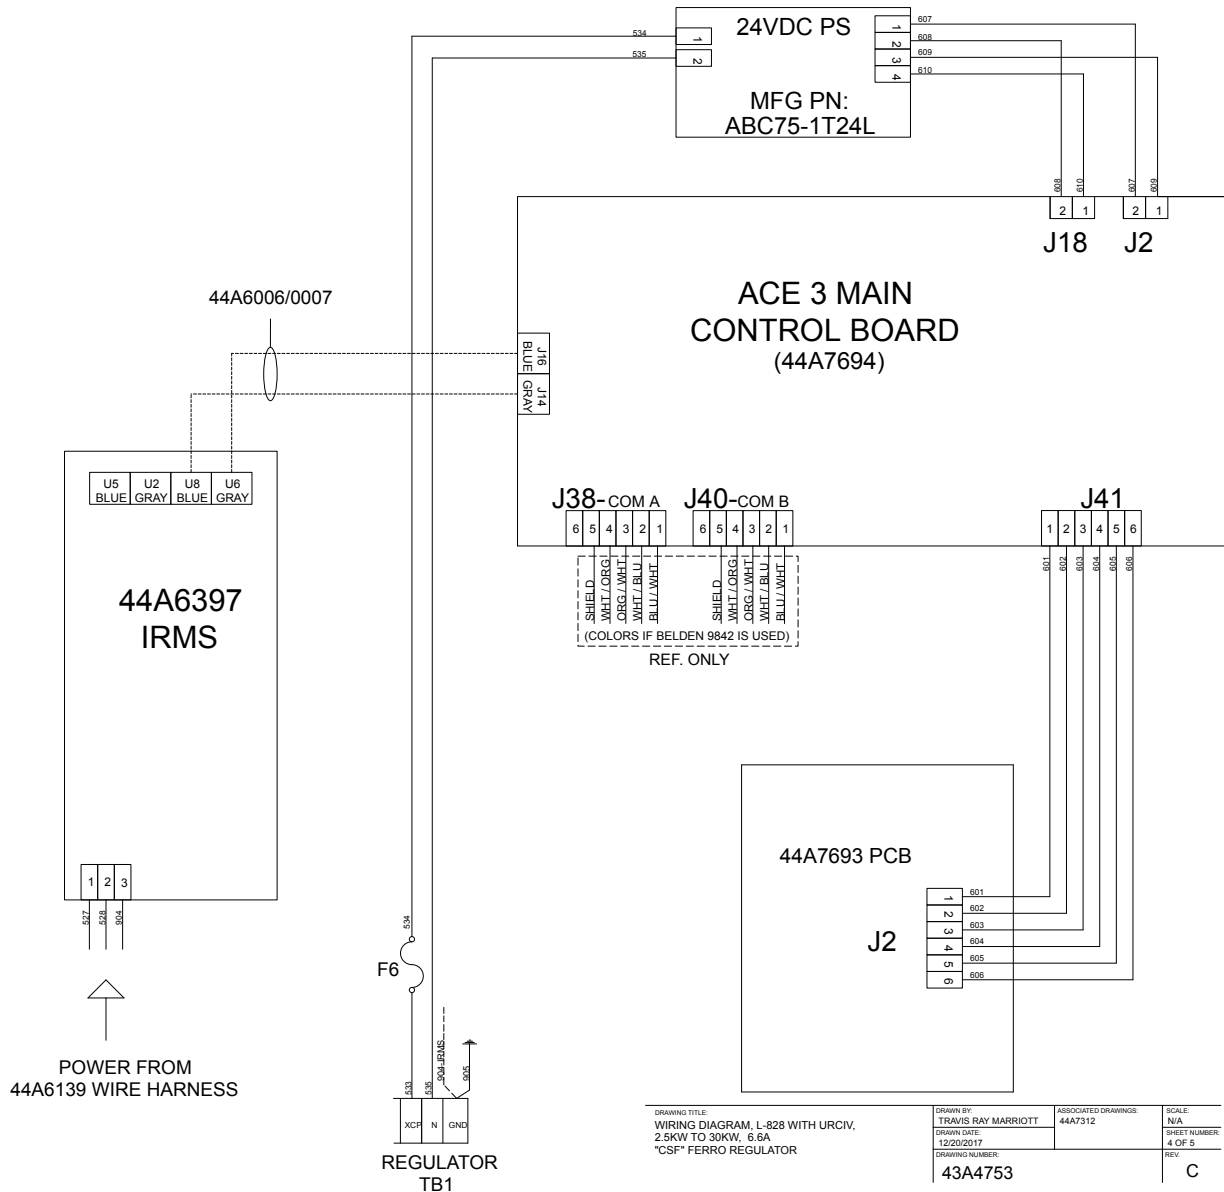 534
535
1
2
24VDC PS
MFG PN:
ABC75-1T24L
1
2
3
4
607
608
609
610
608
610
607
609
2 1
2 1
J18
J2
ACE 3 MAIN
CONTROL BOARD
(44A7694)
44A6006/0007
J16
BLUE
J14
GRAY
U5
BLUE
U2
GRAY
U8
BLUE
U6
GRAY
44A6397
IRMS
1 2 3
527
528
904
POWER FROM
44A6139 WIRE HARNESS
J38-COM A
6 5 4 3 2 1
J40-COM B
6 5 4 3 2 1
SHIELD
WHT / ORG
ORG / WHT
WHT / BLU
BLU / WHT
SHIELD
WHT / ORG
ORG / WHT
WHT / BLU
BLU / WHT
(COLORS IF BELDEN 9842 IS USED)
REF. ONLY
J41
1 2 3 4 5 6
601
602
603
604
605
606
44A7693 PCB
J2
1
2
3
4
5
6
601
602
603
604
605
606
534
F6
533
535
904-IRMS
905
XCP
N
GND
REGULATOR
TB1
DRAWING TITLE:
WIRING DIAGRAM, L-828 WITH URCIV,
2.5KW TO 30KW, 6.6A
"CSF" FERRO REGULATOR
DRAWN BY:
TRAVIS RAY MARRIOTT
DRAWN DATE:
12/20/2017
DRAWING NUMBER:
43A4753
ASSOCIATED DRAWINGS:
44A7312
SCALE:
N/A
SHEET NUMBER:
4 OF 5
REV.
C